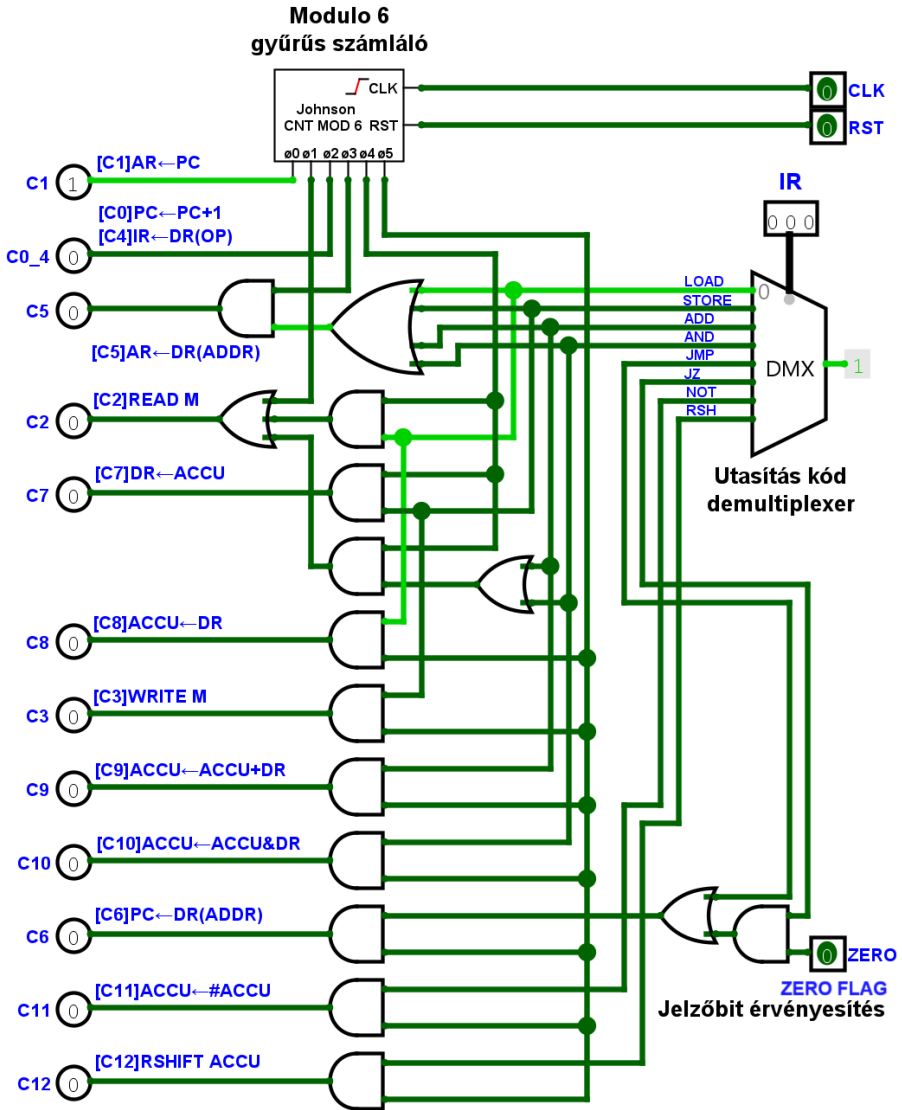 Modulo 6
gyűrűs számláló
CLK
Johnson
CNT MOD 6 RST
ø0 ø1 ø2 ø3 ø4 ø5
0 CLK
0 RST
C1 1 [C1]AR←PC
[C0]PC←PC+1
C0_4 0 [C4]IR←DR(OP)
C5 0
[C5]AR←DR(ADDR)
IR
0 0 0
LOAD
0
STORE
ADD
AND
JMP
JZ
NOT
RSH
DMX
1
Utasítás kód
demultiplexer
C2 0 [C2]READ M
C7 0 [C7]DR←ACCU
C8 0 [C8]ACCU←DR
C3 0 [C3]WRITE M
C9 0 [C9]ACCU←ACCU+DR
C10 0 [C10]ACCU←ACCU&DR
C6 0 [C6]PC←DR(ADDR)
0 ZERO
ZERO FLAG
Jelzőbit érvényesítés
C11 0 [C11]ACCU←#ACCU
C12 0 [C12]RSHIFT ACCU